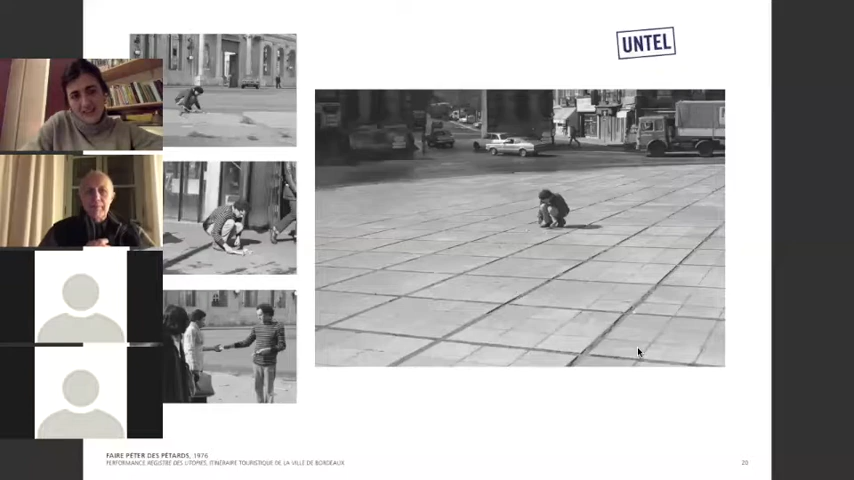 UNTEL
FAIRE PÉTER DES PÉTARDS, 1976
PERFORMANCE REGISTRE DES UTOPIES, ITINÉRAIRE TOURISTIQUE DE LA VILLE DE BORDEAUX
20